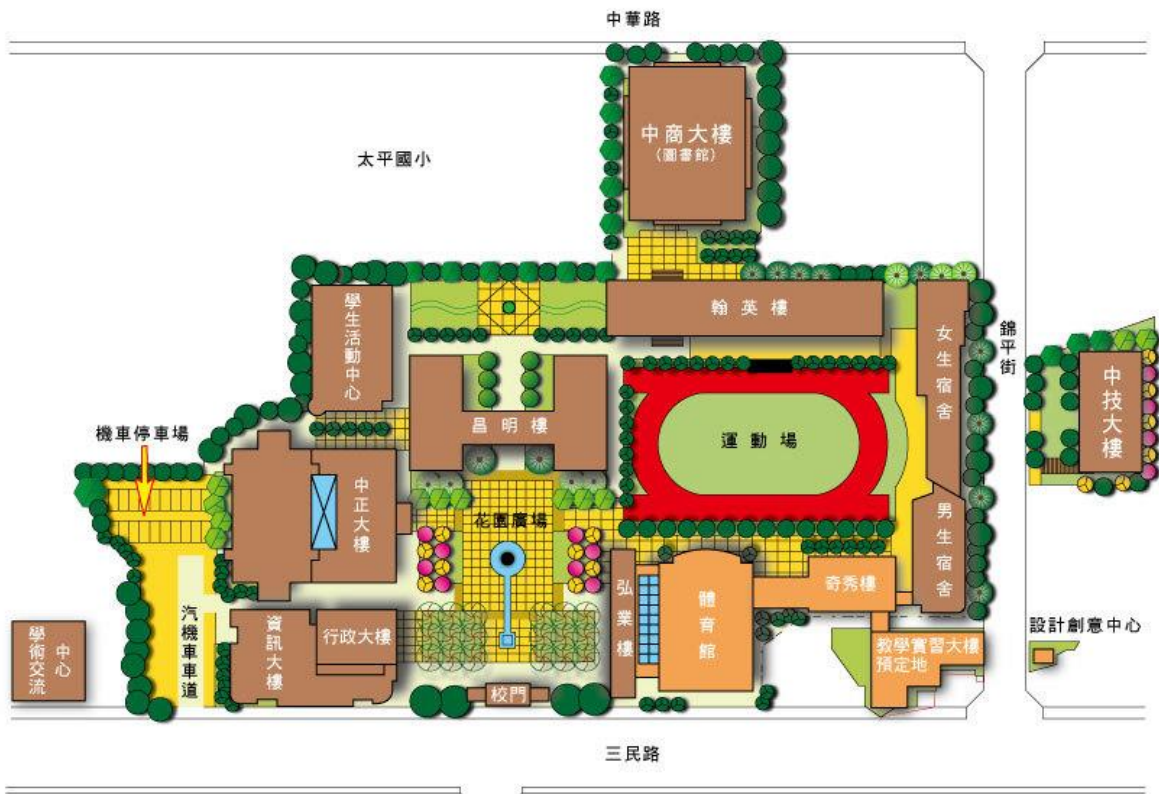 中華路
中商大樓
(圖書館)
太平國小
學生活動中心
翰英樓
女生宿舍
錦平街
中技大樓
昌明樓
運動場
機車停車場
中正大樓
花園廣場
男生宿舍
弘業樓
體育館
奇秀樓
汽機車車道
資訊大樓
行政大樓
學術交流
中心
教學實習大樓
預定地
設計創意中心
校門
三民路